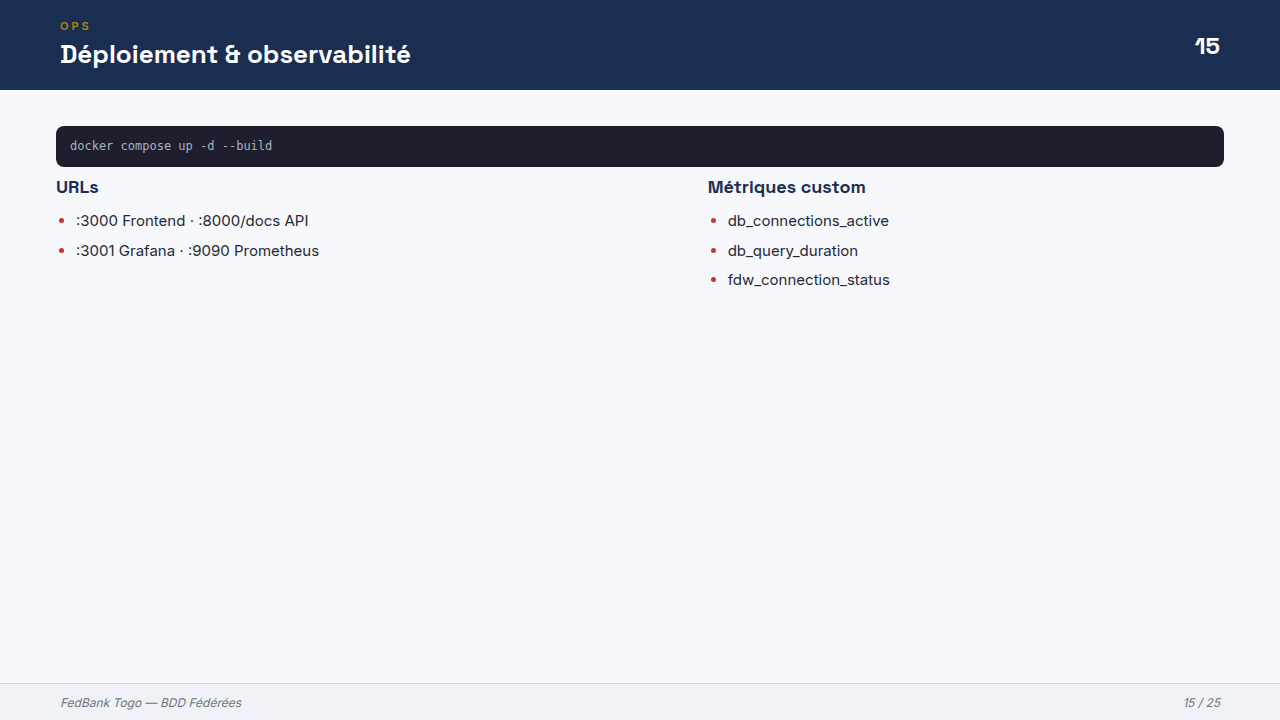 OPS
Déploiement & observabilité
15
docker compose up -d --build
URLs
:3000 Frontend · :8000/docs API
:3001 Grafana · :9090 Prometheus
Métriques custom
db_connections_active
db_query_duration
fdw_connection_status
FedBank Togo — BDD Fédérées
15 / 25